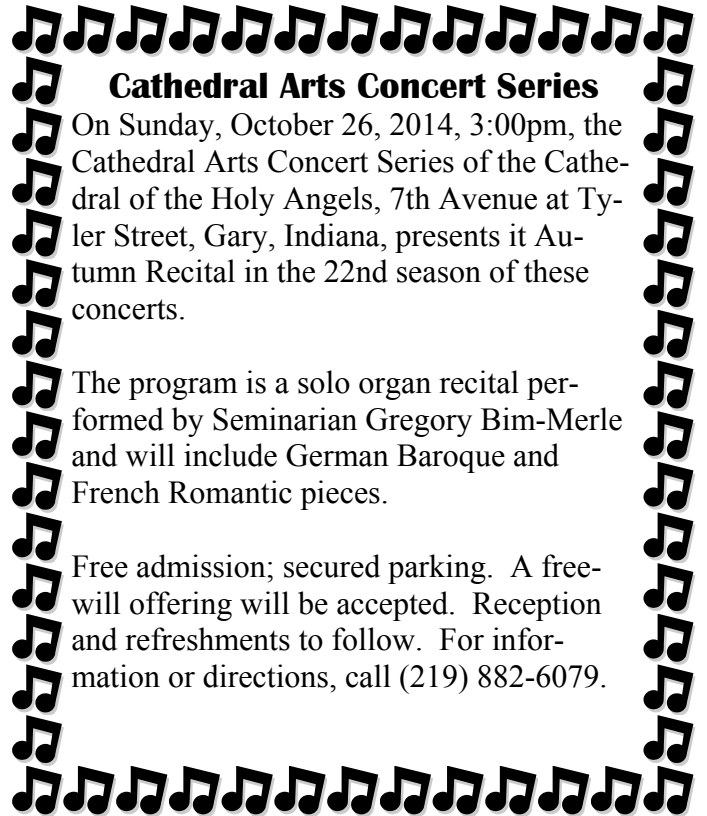 Cathedral Arts Concert Series
On Sunday, October 26, 2014, 3:00pm, the
Cathedral Arts Concert Series of the Cathe-
dral of the Holy Angels, 7th Avenue at Ty-
ler Street, Gary, Indiana, presents it Au-
tumn Recital in the 22nd season of these
concerts.
The program is a solo organ recital per-
formed by Seminarian Gregory Bim-Merle
and will include German Baroque and
French Romantic pieces.
Free admission; secured parking.  A free-
will offering will be accepted.  Reception
and refreshments to follow.  For infor-
mation or directions, call (219) 882-6079.